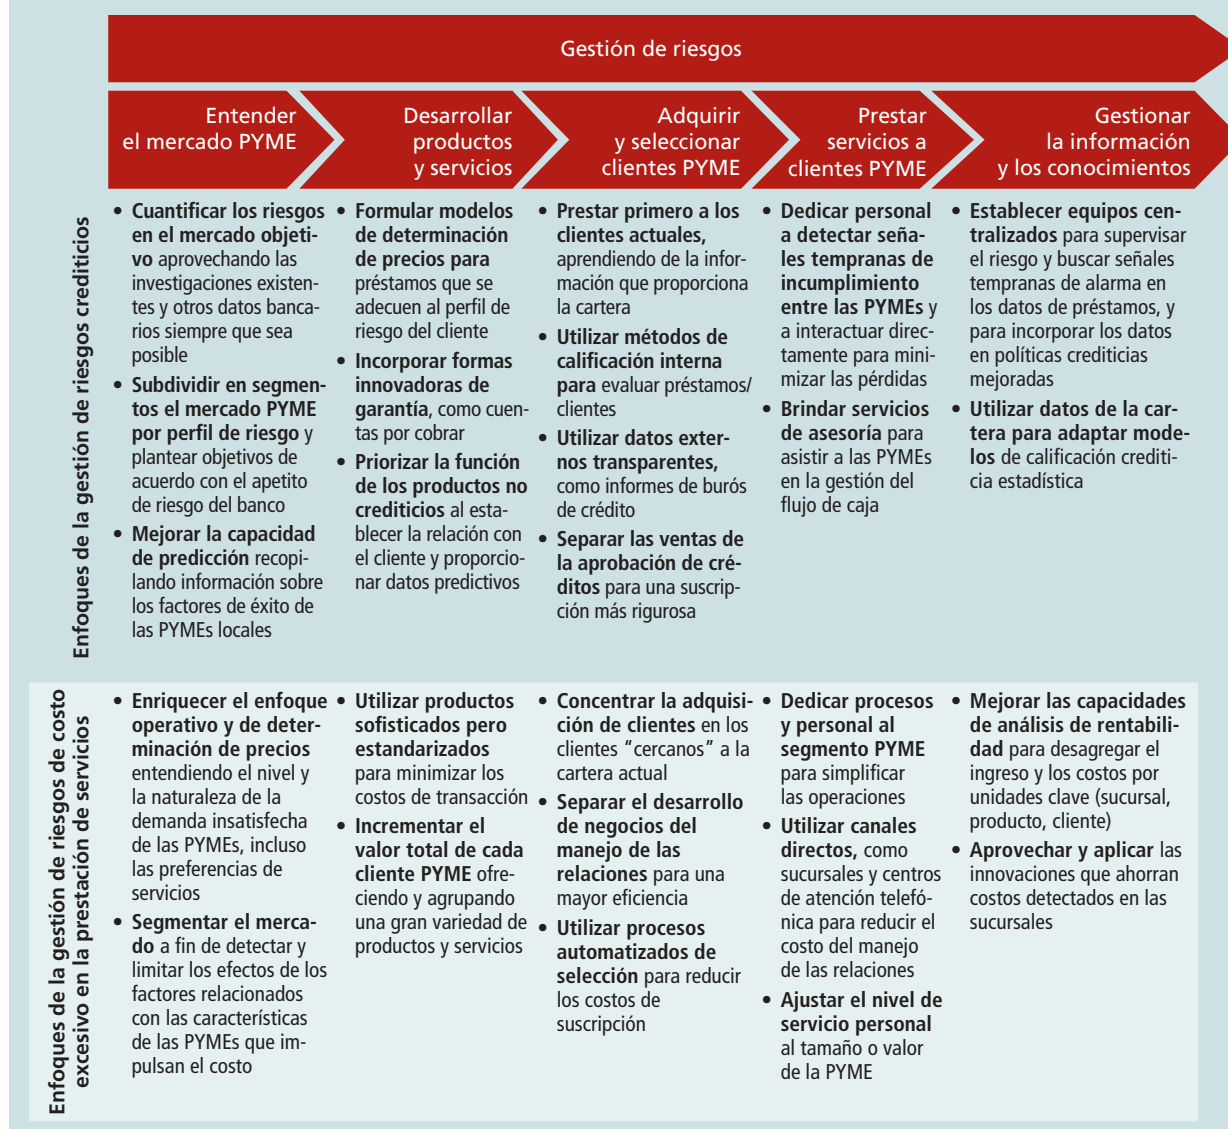 Gestión de riesgos
Entender
el mercado PYME
Desarrollar
productos
y servicios
Adquirir
y seleccionar
clientes PYME
Prestar
servicios a
clientes PYME
Gestionar
la información
y los conocimientos
Enfoques de la gestión de riesgos crediticios
• Cuantificar los riesgos
en el mercado objeti-
vo aprovechando las
investigaciones existen-
tes y otros datos banca-
rios siempre que sea
posible
• Subdividir en segmen-
tos el mercado PYME
por perfil de riesgo y
plantear objetivos de
acuerdo con el apetito
de riesgo del banco
• Mejorar la capacidad
de predicción recopi-
lando información sobre
los factores de éxito de
las PYMEs locales
• Formular modelos
de determinación
de precios para
préstamos que se
adecuen al perfil de
riesgo del cliente
• Incorporar formas
innovadoras de
garantía, como cuen-
tas por cobrar
• Priorizar la función
de los productos no
crediticios al esta-
blecer la relación con
el cliente y proporcio-
nar datos predictivos
• Prestar primero a los
clientes actuales,
aprendiendo de la infor-
mación que proporciona
la cartera
• Utilizar métodos de
calificación interna
para evaluar préstamos/
clientes
• Utilizar datos exter-
nos transparentes,
como informes de burós
de crédito
• Separar las ventas de
la aprobación de cré-
ditos para una suscrip-
ción más rigurosa
• Dedicar personal
a detectar seña-
les tempranas de
incumplimiento
entre las PYMEs y
a interactuar direc-
tamente para mini-
mizar las pérdidas
• Brindar servicios
de asesoría para
asistir a las PYMEs
en la gestión del
flujo de caja
• Establecer equipos cen-
tralizados para supervisar
el riesgo y buscar señales
tempranas de alarma en
los datos de préstamos, y
para incorporar los datos
en políticas crediticias
mejoradas
• Utilizar datos de la car-
tera para adaptar mode-
los de calificación crediti-
cia estadística
Enfoques de la gestión de riesgos de costo
excesivo en la prestación de servicios
• Enriquecer el enfoque
operativo y de deter-
minación de precios
entendiendo el nivel y
la naturaleza de la
demanda insatisfecha
de las PYMEs, incluso
las preferencias de
servicios
• Segmentar el merca-
do a fin de detectar y
limitar los efectos de los
factores relacionados
con las características
de las PYMEs que im-
pulsan el costo
• Utilizar productos
sofisticados pero
estandarizados
para minimizar los
costos de transacción
• Incrementar el
valor total de cada
cliente PYME ofre-
ciendo y agrupando
una gran variedad de
productos y servicios
• Concentrar la adquisi-
ción de clientes en los
clientes "cercanos" a la
cartera actual
• Separar el desarrollo
de negocios del
manejo de las
relaciones para una
mayor eficiencia
• Utilizar procesos
automatizados de
selección para reducir
los costos de
suscripción
• Dedicar procesos
y personal al
segmento PYME
para simplificar
las operaciones
• Utilizar canales
directos, como
sucursales y centros
de atención telefó-
nica para reducir el
costo del manejo
de las relaciones
• Ajustar el nivel de
servicio personal
al tamaño o valor
de la PYME
• Mejorar las capacidades
de análisis de rentabili-
dad para desagregar el
ingreso y los costos por
unidades clave (sucursal,
producto, cliente)
• Aprovechar y aplicar las
innovaciones que ahorran
costos detectados en las
sucursales